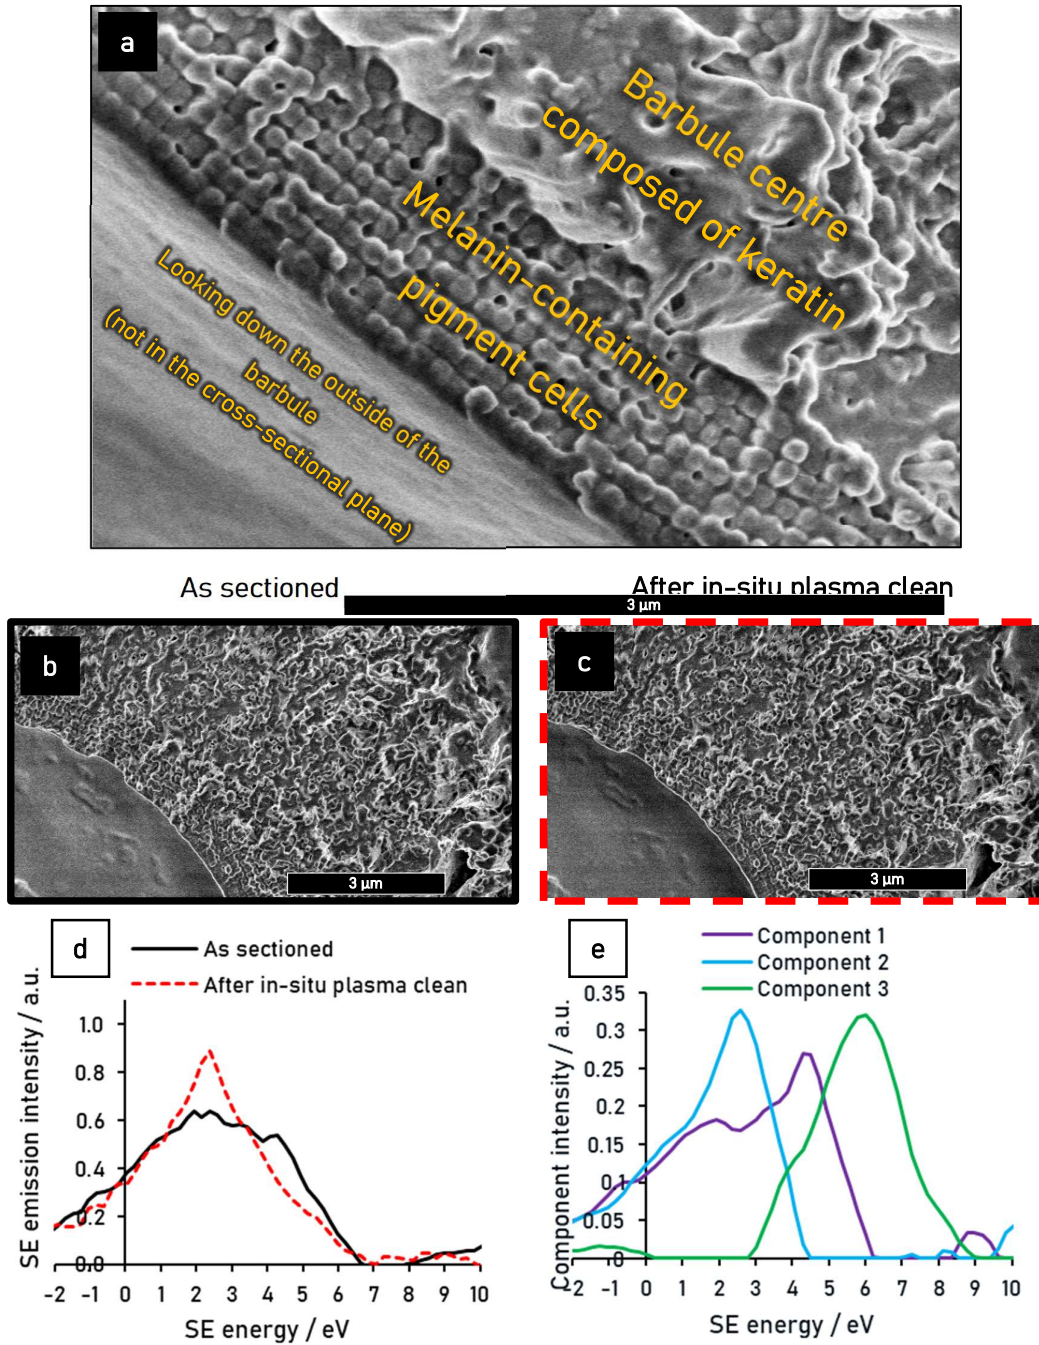 a
Barbule centre
composed of keratin
Melanin-containing
pigment cells
Looking down the outside of the
barbule
(not in the cross-sectional plane)
As sectioned
After in-situ plasma clean
3 µm
b
3 µm
c
3 µm
d
As sectioned
After in-situ plasma clean
SE emission intensity / a.u.
1.0
0.8
0.6
0.4
0.2
0.0
-2 -1 0 1 2 3 4 5 6 7 8 9 10
SE energy / eV
e
Component 1
Component 2
Component 3
Component intensity / a.u.
0.35
0.3
0.25
0.2
0.15
0.1
0.05
0
-2 -1 0 1 2 3 4 5 6 7 8 9 10
SE energy / eV